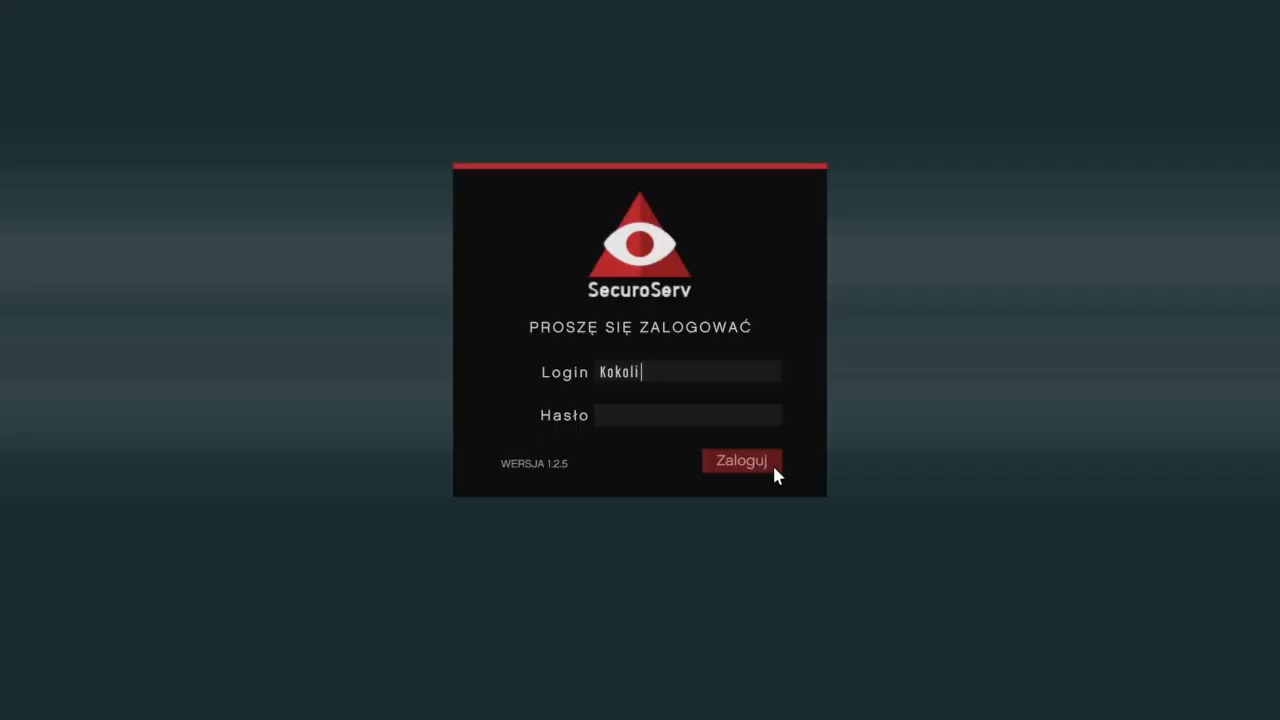 SecuroServ
PROSZĘ SIĘ ZALOGOWAĆ
Login Kokoli
Hasło
WERSJA 1.2.5 Zaloguj